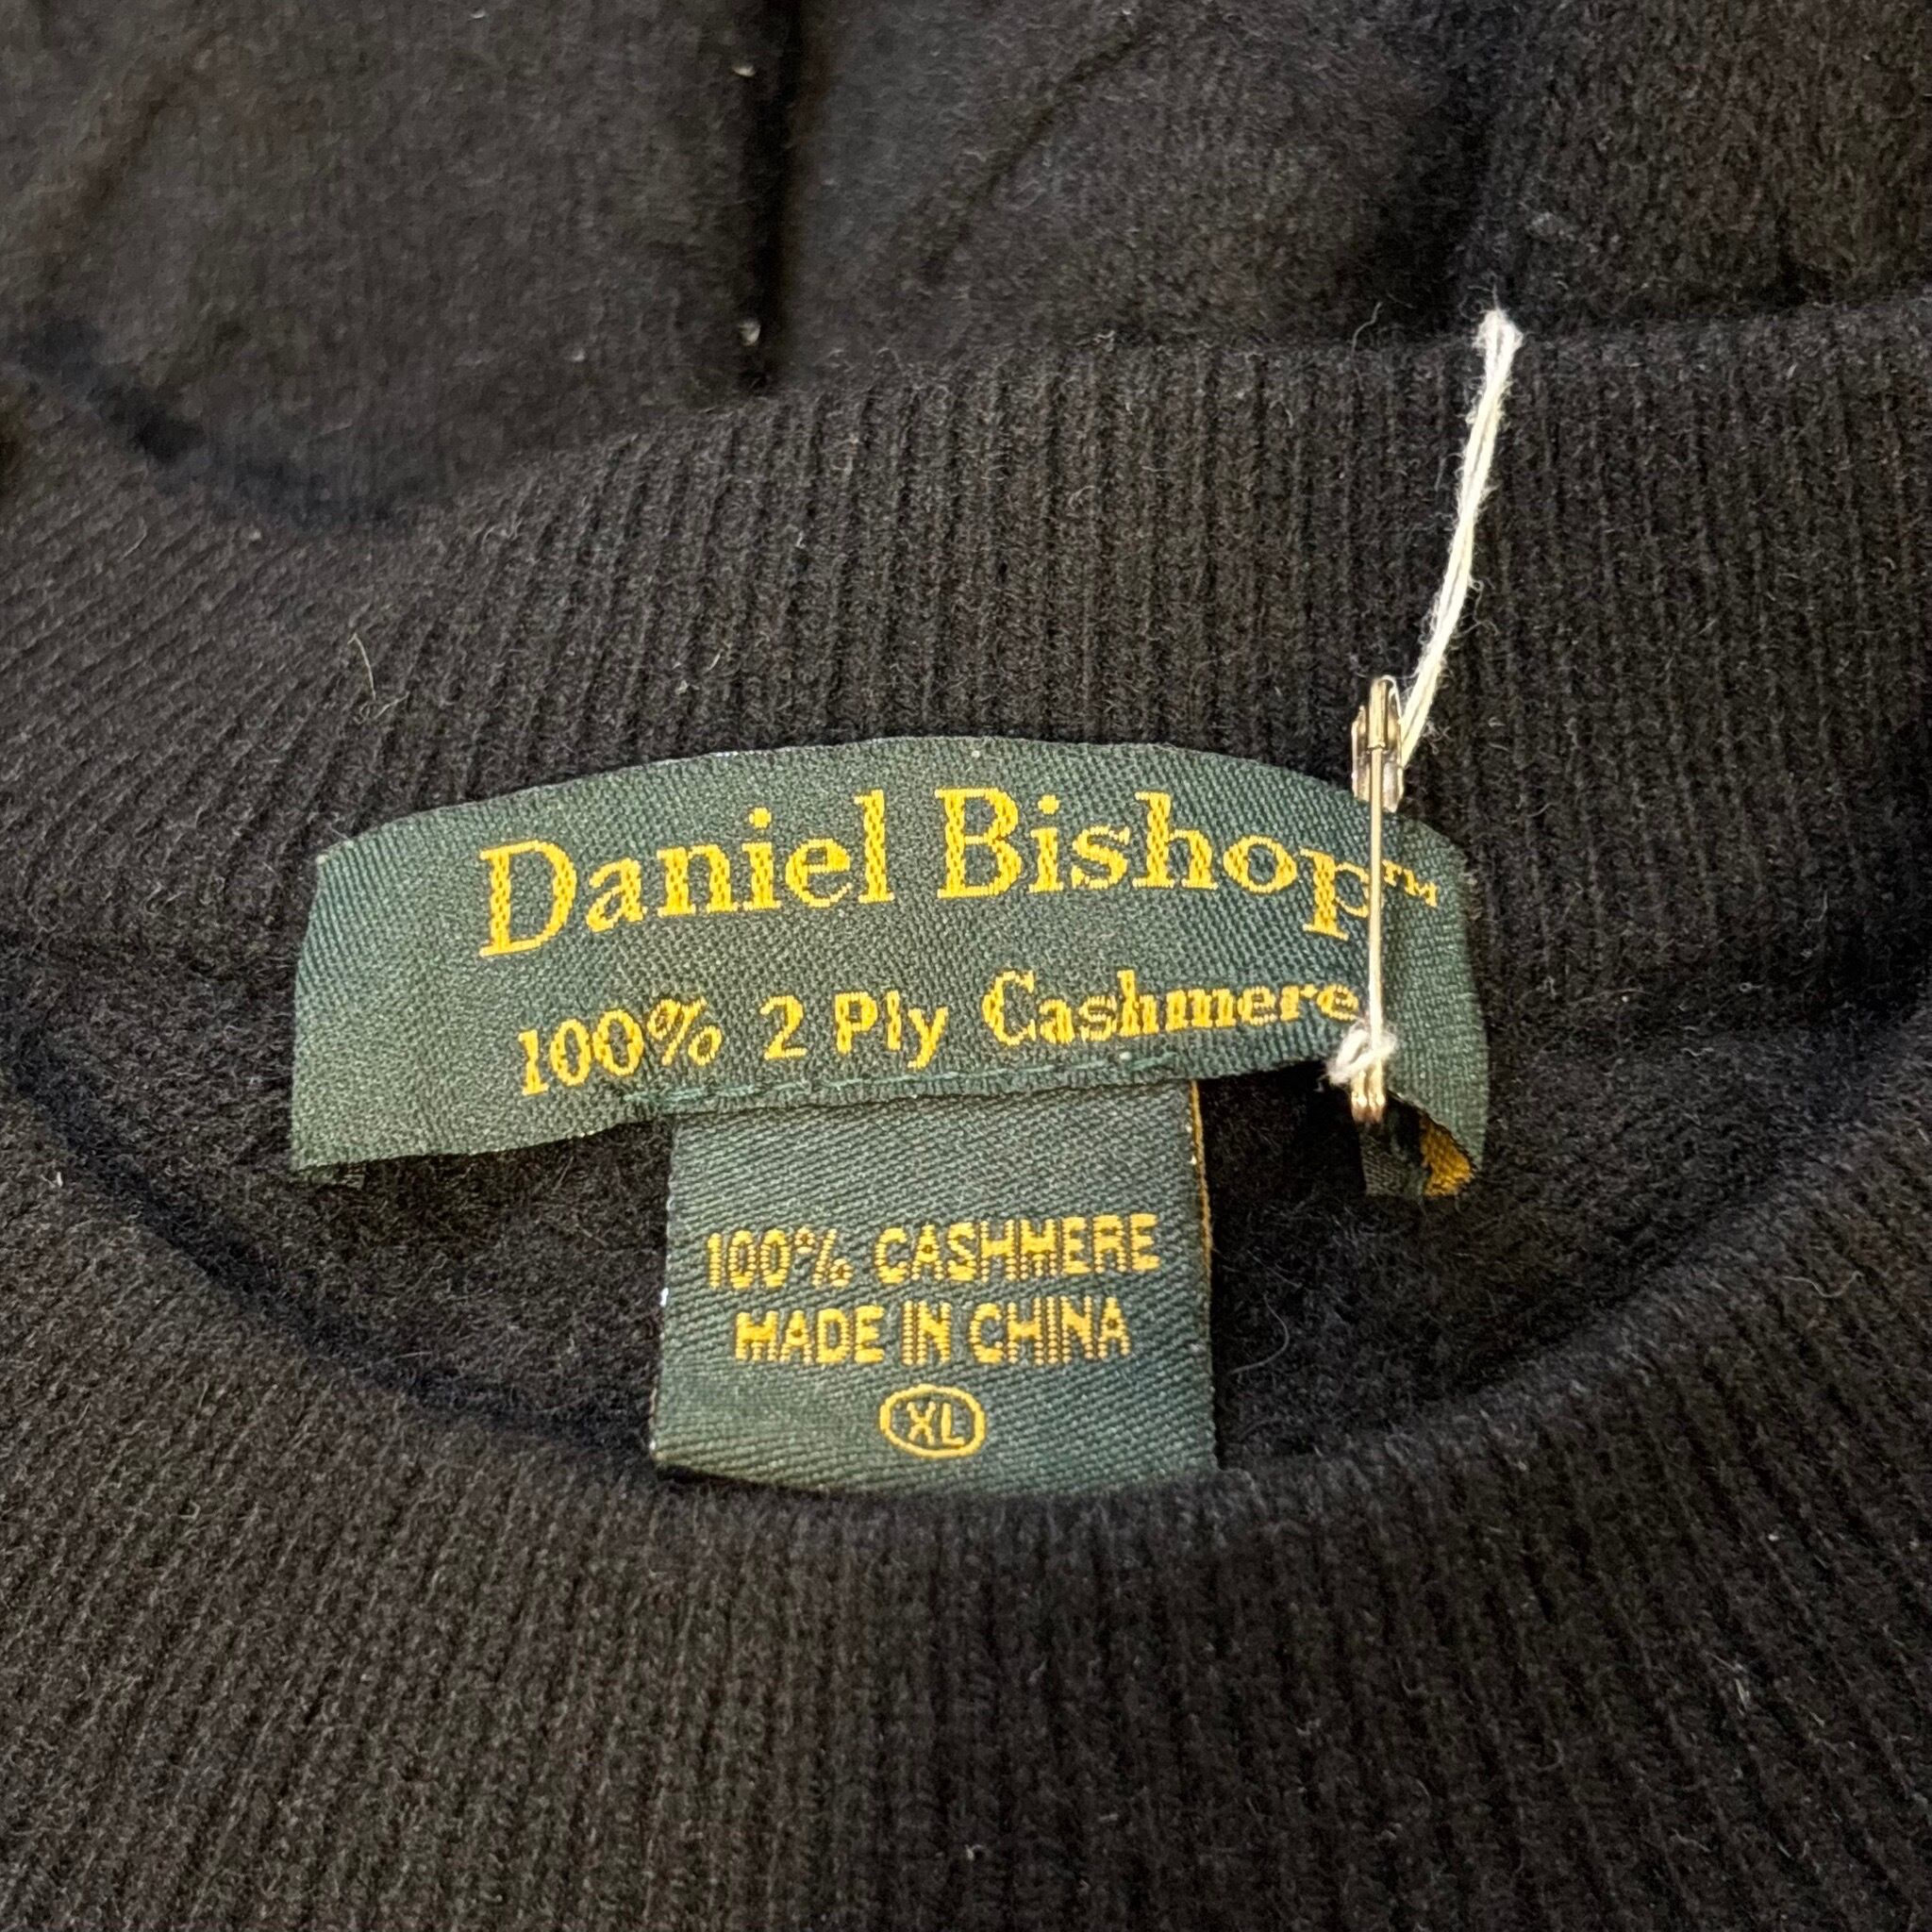 Daniel Bishop™
100% 2 Ply Cashmere
100% CASHMERE
MADE IN CHINA
XL